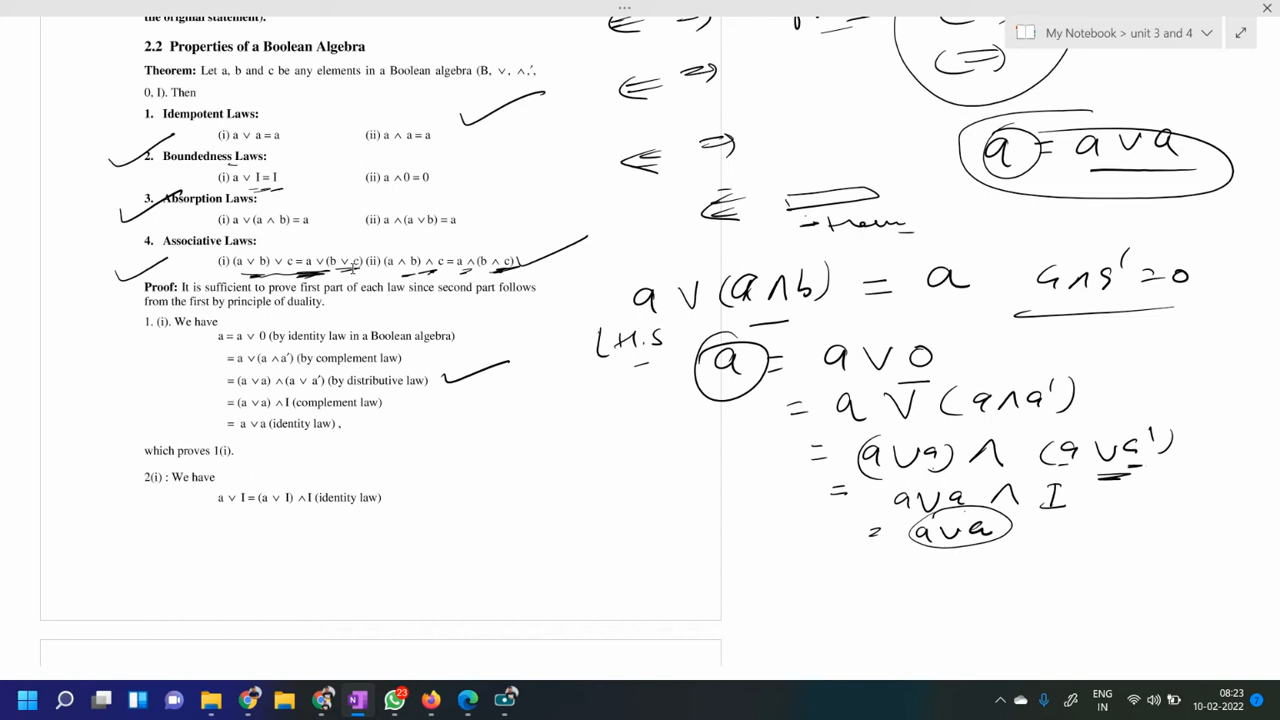 the original statement).
2.2 Properties of a Boolean Algebra
Theorem: Let a, b and c be any elements in a Boolean algebra (B, ∨, ∧,′,
0, I). Then
1. Idempotent Laws:
(i) a ∨ a = a (ii) a ∧ a = a
2. Boundedness Laws:
(i) a ∨ I = I (ii) a ∧0 = 0
3. Absorption Laws:
(i) a ∨ (a ∧ b) = a (ii) a ∧ (a ∨ b) = a
4. Associative Laws:
(i) (a ∨ b) ∨ c = a ∨ (b ∨ c) (ii) (a ∧ b) ∧ c = a ∧ (b ∧ c)
Proof: It is sufficient to prove first part of each law since second part follows
from the first by principle of duality.
1. (i). We have
a = a ∨ 0 (by identity law in a Boolean algebra)
= a ∨ (a ∧ a′) (by complement law)
= (a ∨ a) ∧ (a ∨ a′) (by distributive law)
= (a ∨ a) ∧ I (complement law)
= a ∨ a (identity law) ,
which proves 1(i).
2(i) : We have
a ∨ I = (a ∨ I) ∧ I (identity law)
My Notebook > unit 3 and 4
⇐ ⇒
(⇒)
⇐ ⇒
a = a ∨ a
⇐ ⇒
⇐
a ∨ (a ∧ b) = a
L.H.S
a = a ∨ 0
= a ∨ (a ∧ a')
= (a ∨ a) ∧ (a ∨ a')
= a ∨ a ∧ I
= a ∨ a
23
ENG
IN
08:23
10-02-2022
7